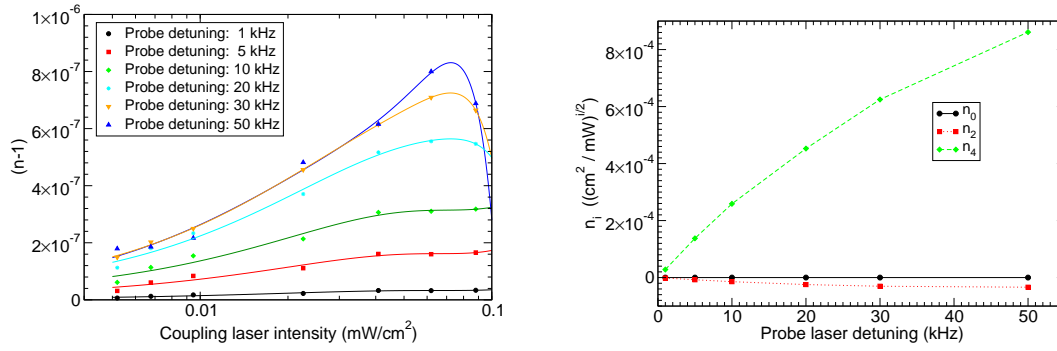 1×10⁻⁶
8×10⁻⁷
6×10⁻⁷
4×10⁻⁷
2×10⁻⁷
0
(n-1)
Probe detuning: 1 kHz
Probe detuning: 5 kHz
Probe detuning: 10 kHz
Probe detuning: 20 kHz
Probe detuning: 30 kHz
Probe detuning: 50 kHz
0.01
0.1
Coupling laser intensity (mW/cm²)
8×10⁻⁴
6×10⁻⁴
4×10⁻⁴
2×10⁻⁴
0
nᵢ ((cm² / mW)^{i/2}
n₀
n₂
n₄
0 10 20 30 40 50
Probe laser detuning (kHz)